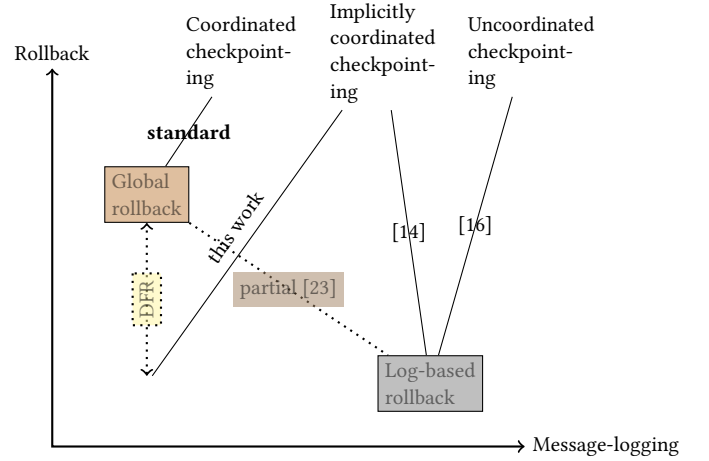 Rollback
Coordinated
checkpoint-
ing
Implicitly
coordinated
checkpoint-
ing
Uncoordinated
checkpoint-
ing
standard
Global
rollback
this work
[14]
[16]
DFR
partial [23]
Log-based
rollback
Message-logging